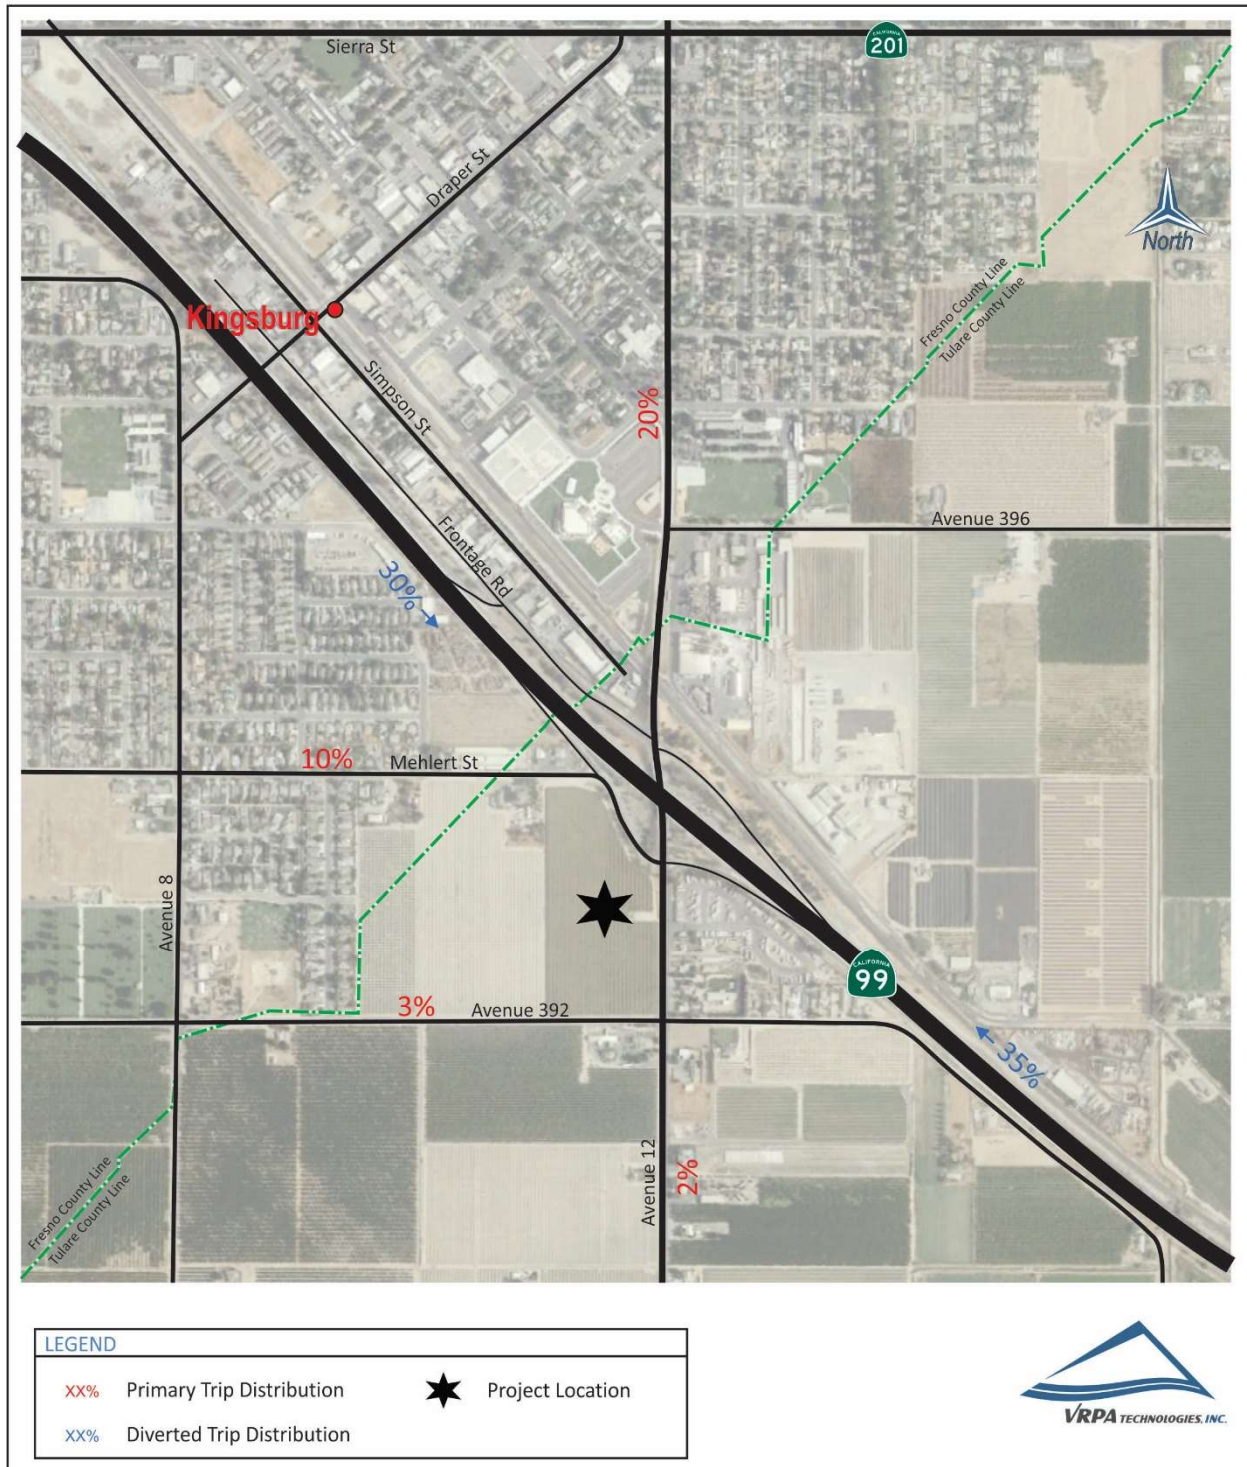 Sierra St
CALIFORNIA
201
Draper St
North
Fresno County Line
Tulare County Line
Kingsburg
Simpson St
20%
Avenue 396
Frontage Rd
30%
10%
Mehlert St
Avenue 8
CALIFORNIA
99
3%
Avenue 392
35%
Avenue 12
2%
Fresno County Line
Tulare County Line
LEGEND
XX% Primary Trip Distribution
Project Location
XX% Diverted Trip Distribution
VRPA TECHNOLOGIES, INC.